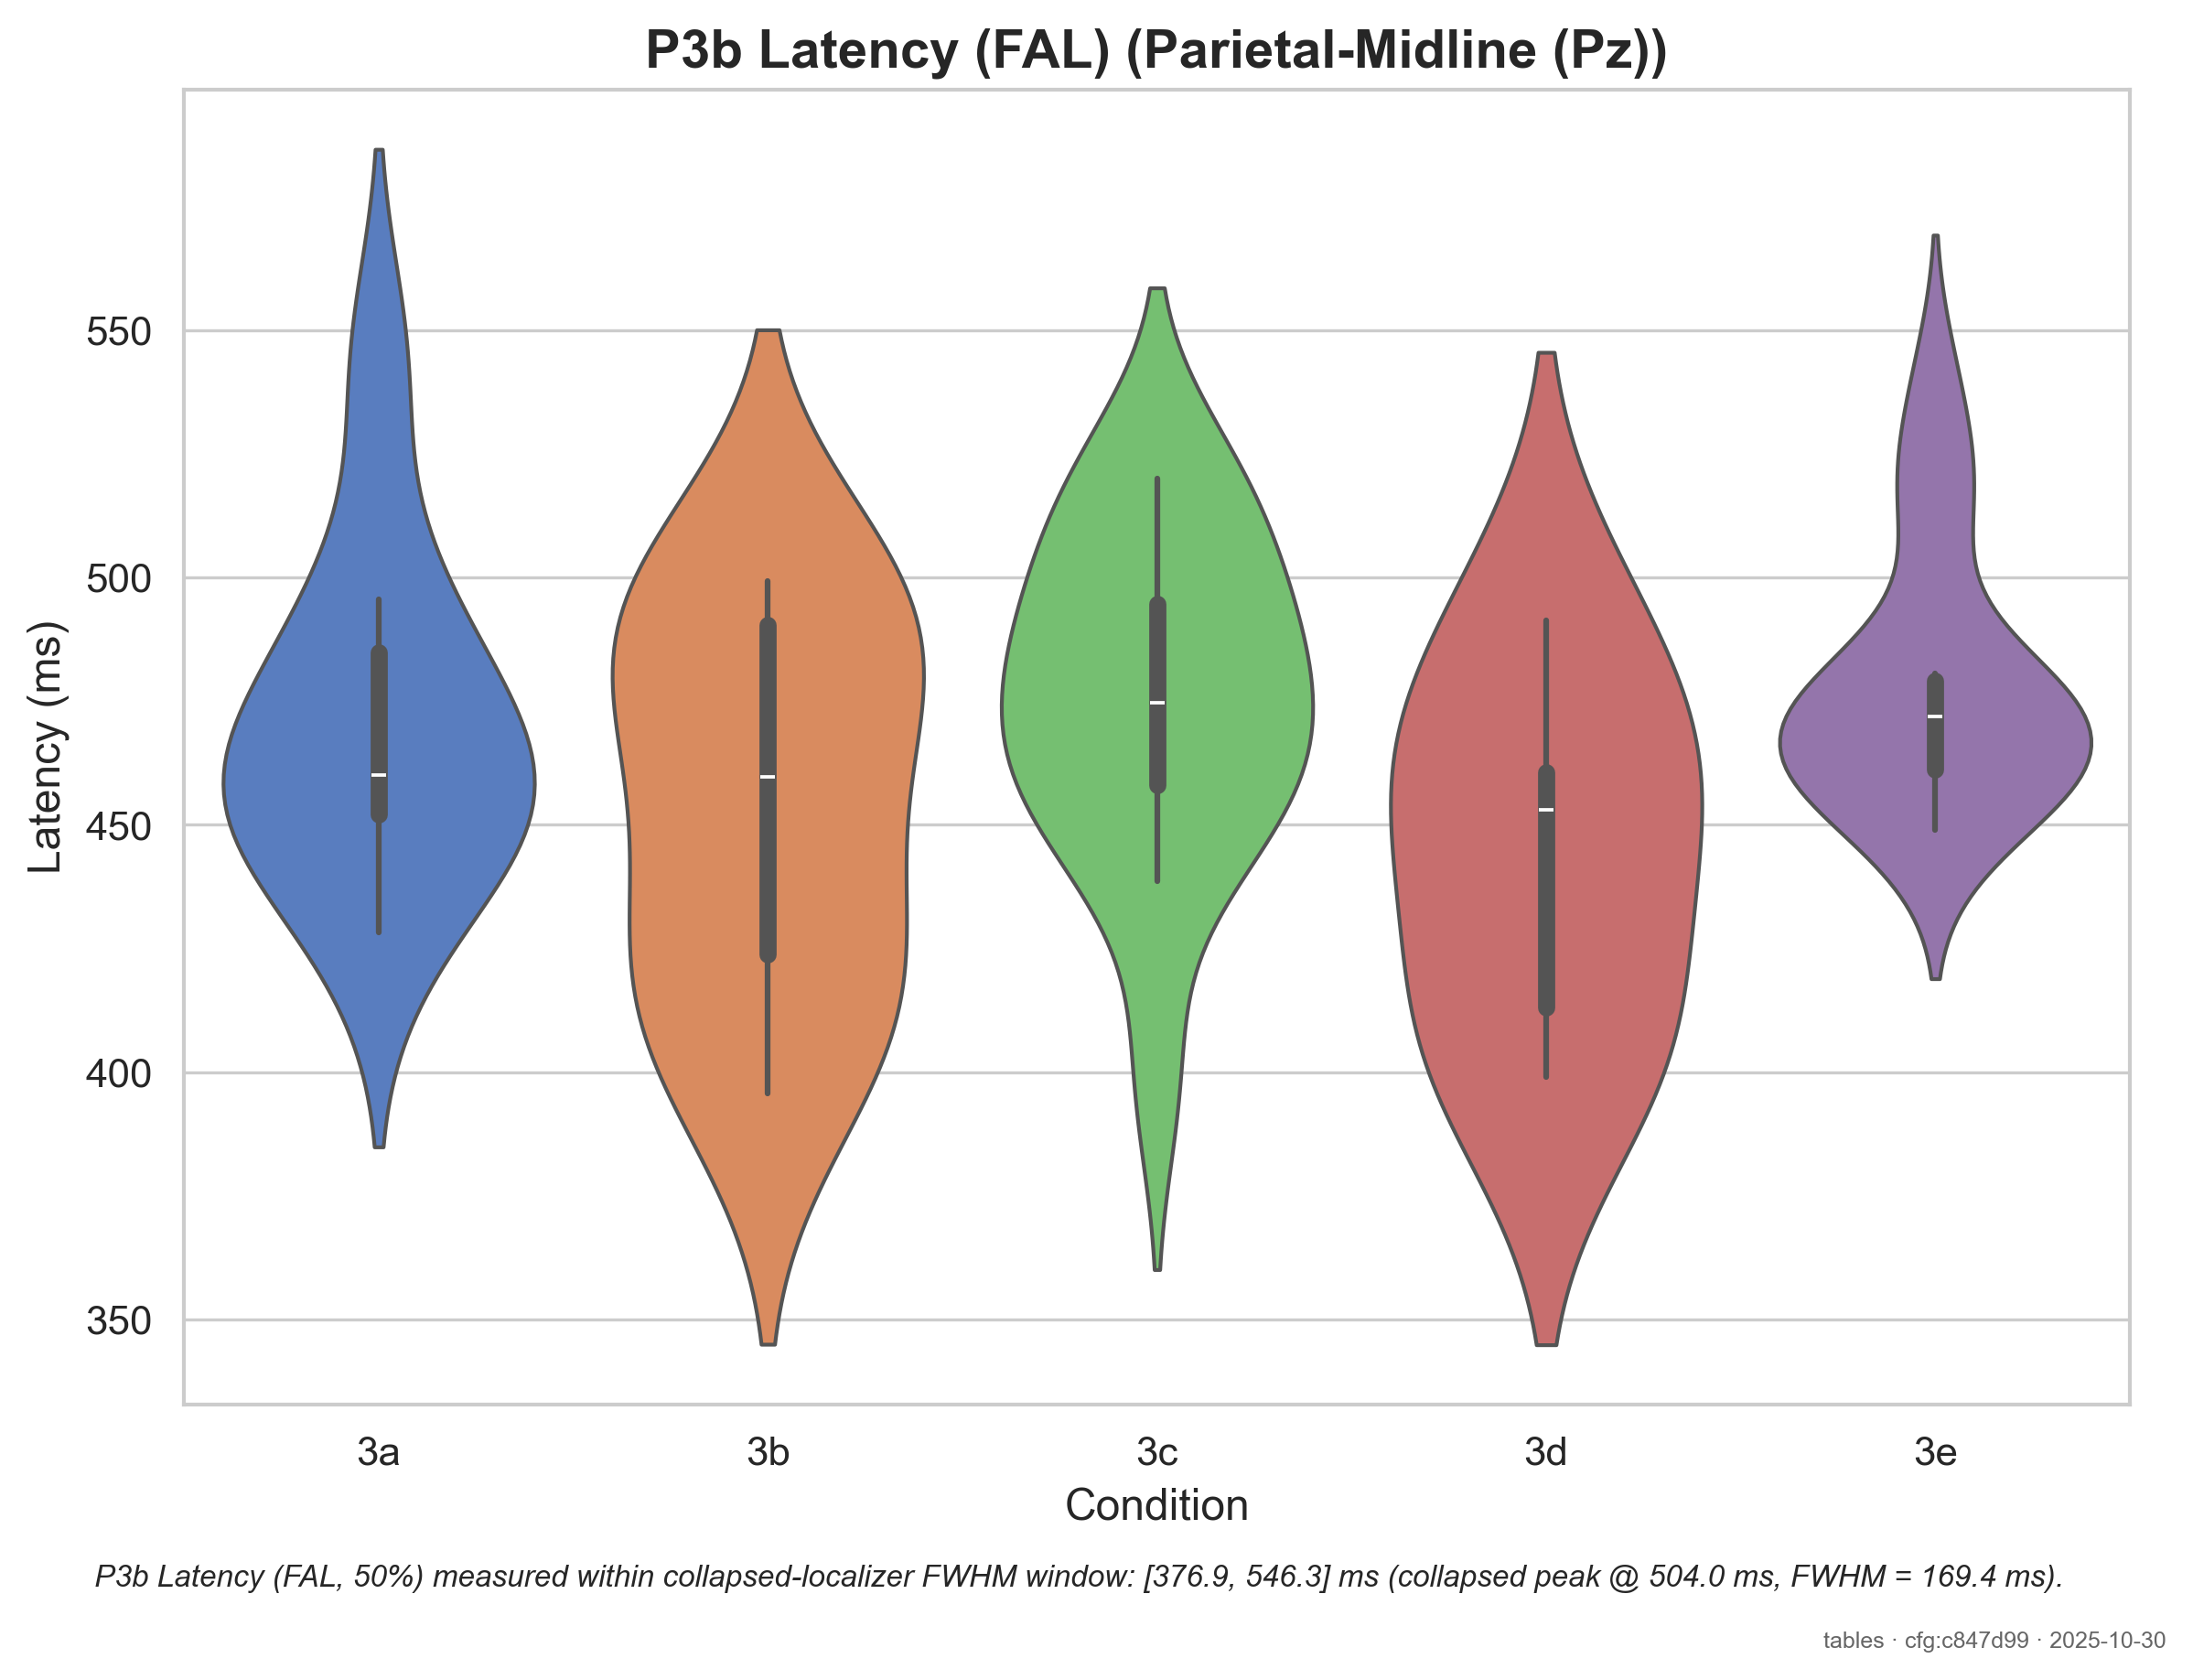 P3b Latency (FAL) (Parietal-Midline (Pz))
Latency (ms)
550
500
450
400
350
3a 3b 3c 3d 3e
Condition
P3b Latency (FAL, 50%) measured within collapsed-localizer FWHM window: [376.9, 546.3] ms (collapsed peak @ 504.0 ms, FWHM = 169.4 ms).
tables · cfg:c847d99 · 2025-10-30